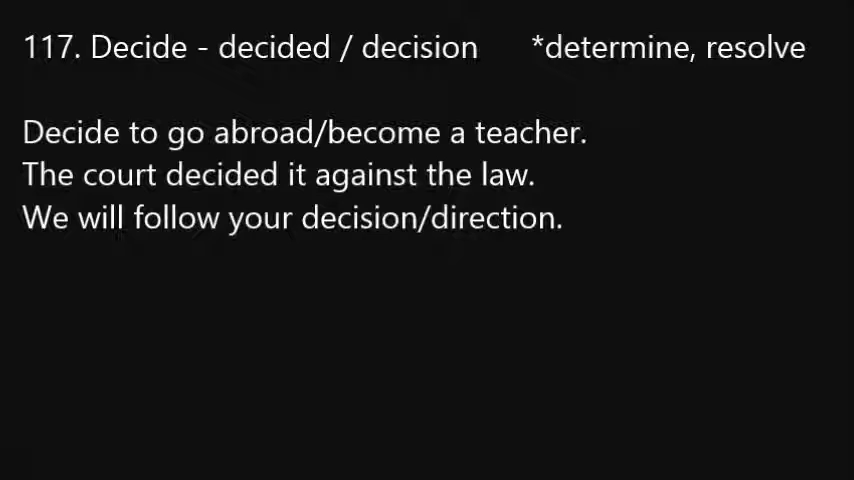 117. Decide - decided / decision *determine, resolve
Decide to go abroad/become a teacher.
The court decided it against the law.
We will follow your decision/direction.